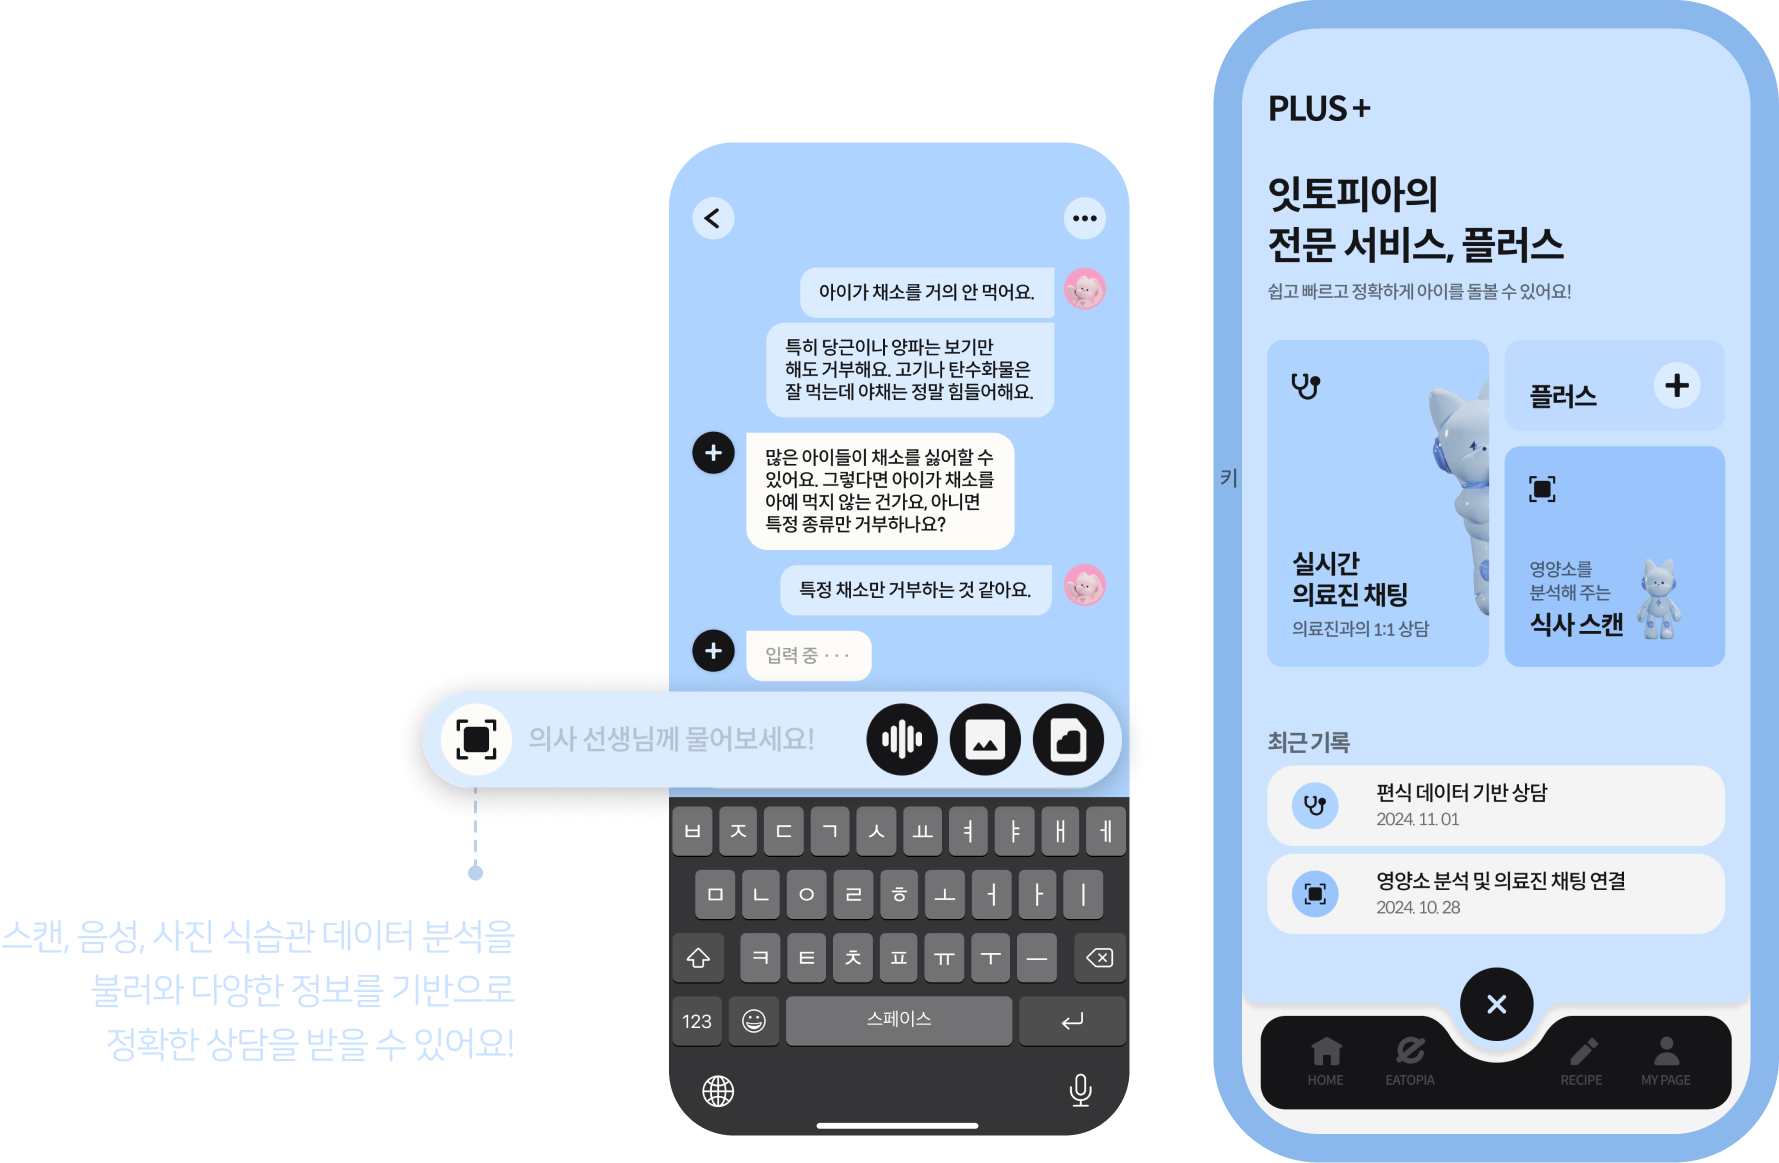 아이가 채소를 거의 안 먹어요.
특히 당근이나 양파는 보기만
해도 거부해요. 고기나 탄수화물은
잘 먹는데 야채는 정말 힘들어해요.
많은 아이들이 채소를 싫어할 수
있어요. 그렇다면 아이가 채소를
아예 먹지 않는 건가요, 아니면
특정 종류만 거부하나요?
특정 채소만 거부하는 것 같아요.
입력 중 · · ·
의사 선생님께 물어보세요!
ㅂ ㅈ ㄷ ㄱ ㅅ ㅛ ㅕ ㅑ ㅐ ㅔ
ㅁ ㄴ ㅇ ㄹ ㅎ ㅗ ㅓ ㅏ ㅣ
ㅋ ㅌ ㅊ ㅍ ㅠ ㅜ ㅡ
123 스페이스
스캔, 음성, 사진 식습관 데이터 분석을
불러와 다양한 정보를 기반으로
정확한 상담을 받을 수 있어요!
키
PLUS +
잇토피아의
전문 서비스, 플러스
쉽고 빠르고 정확하게 아이를 돌볼 수 있어요!
실시간
의료진 채팅
의료진과의 1:1 상담
플러스
영양소를
분석해 주는
식사 스캔
최근 기록
편식 데이터 기반 상담
2024. 11. 01
영양소 분석 및 의료진 채팅 연결
2024. 10. 28
HOME EATOPIA RECIPE MY PAGE